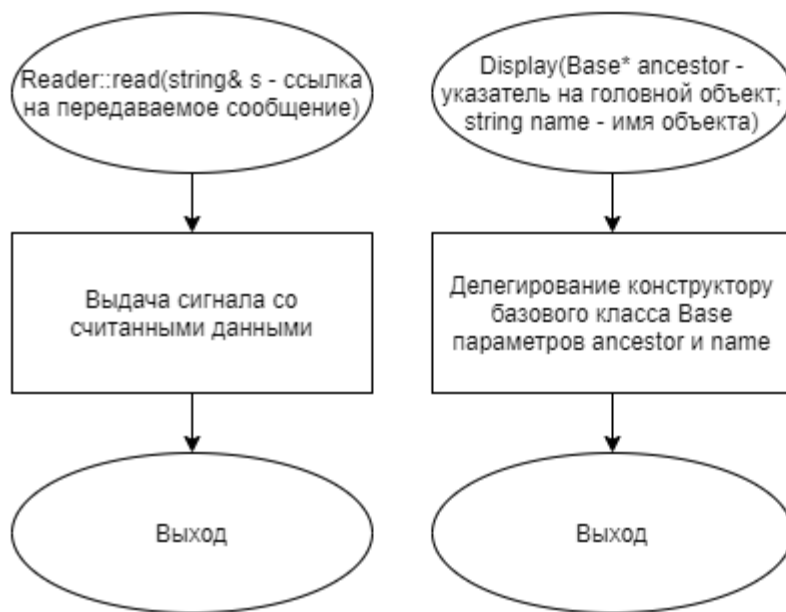 Reader::read(string& s - ссылка
на передаваемое сообщение)
Выдача сигнала со
считанными данными
Выход
Display(Base* ancestor -
указатель на головной объект;
string name - имя объекта)
Делегирование конструктору
базового класса Base
параметров ancestor и name
Выход